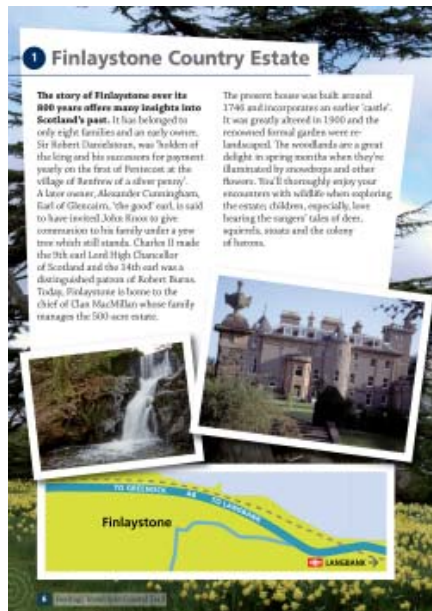 1 Finlaystone Country Estate
The story of Finlaystone over its
800 years offers many insights into
Scotland's past. It has belonged to
only eight families and an early owner,
Sir Robert Danielstoun, was 'holden of
the king and his successors for payment
yearly on the first of Pentecost at the
village of Renfrew of a silver penny'.
A later owner, Alexander Cunningham,
Earl of Glencairn, 'the good' earl, is said
to have invited John Knox to give
communion to his family under a yew
tree which still stands. Charles II made
the 9th earl Lord High Chancellor
of Scotland and the 14th earl was a
distinguished patron of Robert Burns.
Today, Finlaystone is home to the
chief of Clan MacMillan whose family
manages the 500-acre estate.
The present house was built around
1746 and incorporates an earlier 'castle'.
It was greatly altered in 1900 and the
renowned formal garden were re-
landscaped. The woodlands are a great
delight in spring months when they're
illuminated by snowdrops and other
flowers. You'll thoroughly enjoy your
encounters with wildlife when exploring
the estate; children, especially, love
hearing the rangers' tales of deer,
squirrels, stoats and the colony
of herons.
TO GREENOCK A8 TO LANGBANK
Finlaystone
LANGBANK
6